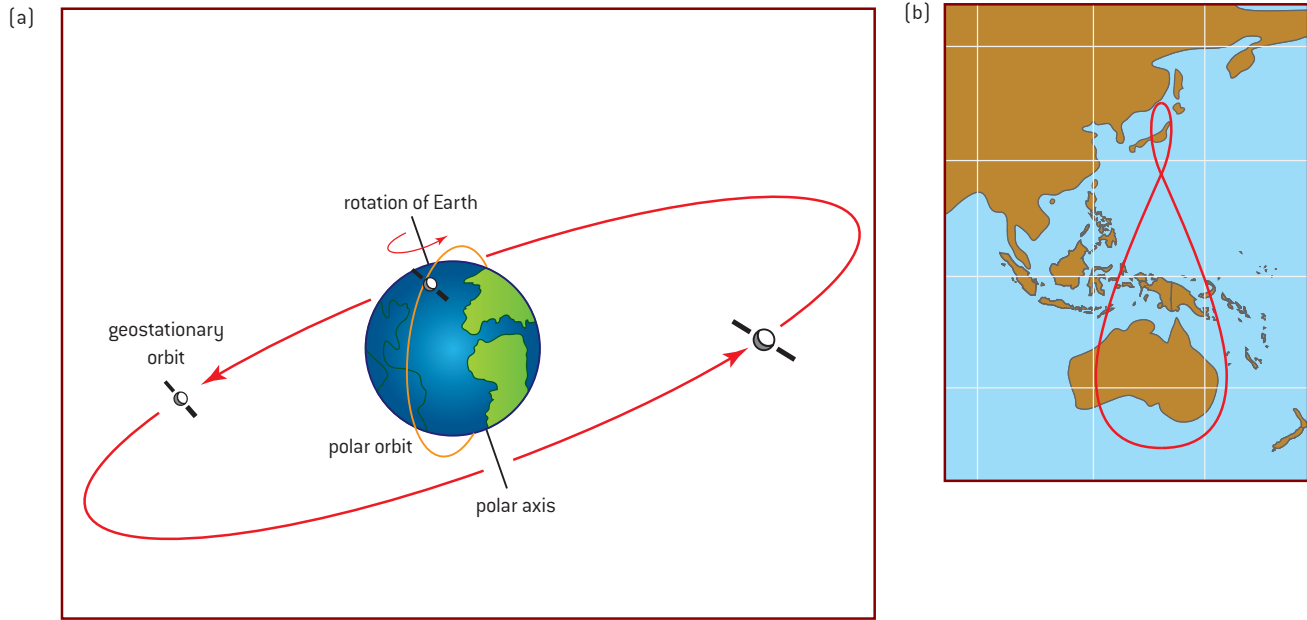 (a)
rotation of Earth
geostationary
orbit
polar orbit
polar axis
(b)